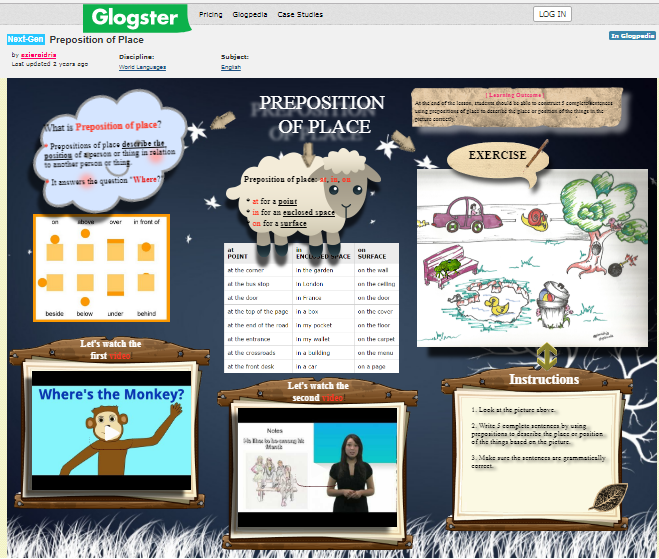 Glogster
Pricing Glogpedia Case Studies
LOG IN
Next-Gen Preposition of Place
In Glogpedia
by eziereidris
Last updated 2 years ago
Discipline:
World Languages
Subject:
English
What is Preposition of place?
Prepositions of place describe the
position of a person or thing in relation
to another person or thing.
It answers the question "Where?"
PREPOSITION
OF PLACE
Learning Outcome
At the end of the lesson, students should be able to construct 5 complete sentences
using prepositions of place to describe the place or position of the things in the
picture correctly.
Preposition of place: at, in, on
* at for a point
* in for an enclosed space
* on for a surface
EXERCISE
on above over in front of
beside below under behind
at in on
POINT ENCLOSED SPACE SURFACE
at the corner in the garden on the wall
at the bus stop in London on the ceiling
at the door in France on the door
at the top of the page in a box on the cover
at the end of the road in my pocket on the floor
at the entrance in my wallet on the carpet
at the crossroads in a building on the menu
at the front desk in a car on a page
Let's watch the
first video
Where's the Monkey?
Let's watch the
second video
Notes
Instructions
1. Look at the picture above.
2. Write 5 complete sentences by using
prepositions to describe the place or position
of the things based on the picture.
3. Make sure the sentences are grammatically
correct.